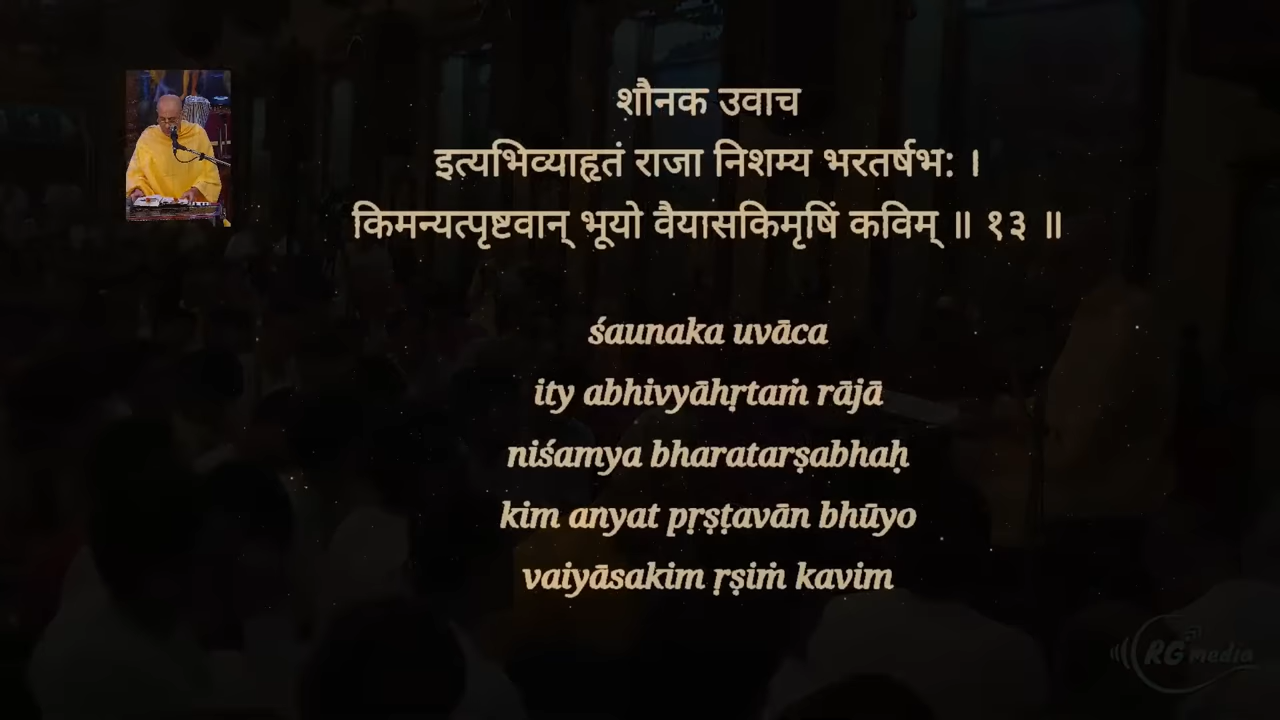 शौनक उवाच
इत्यभिव्याहृतं राजा निशम्य भरतर्षभ: ।
किमन्यत्पृष्टवान् भूयो वैयासकिमृषिं कविम् ॥ १३ ॥
śaunaka uvāca
ity abhivyāhṛtaṁ rājā
niśamya bharatarṣabhaḥ
kim anyat pṛṣṭavān bhūyo
vaiyāsakim ṛṣiṁ kavim
RG media